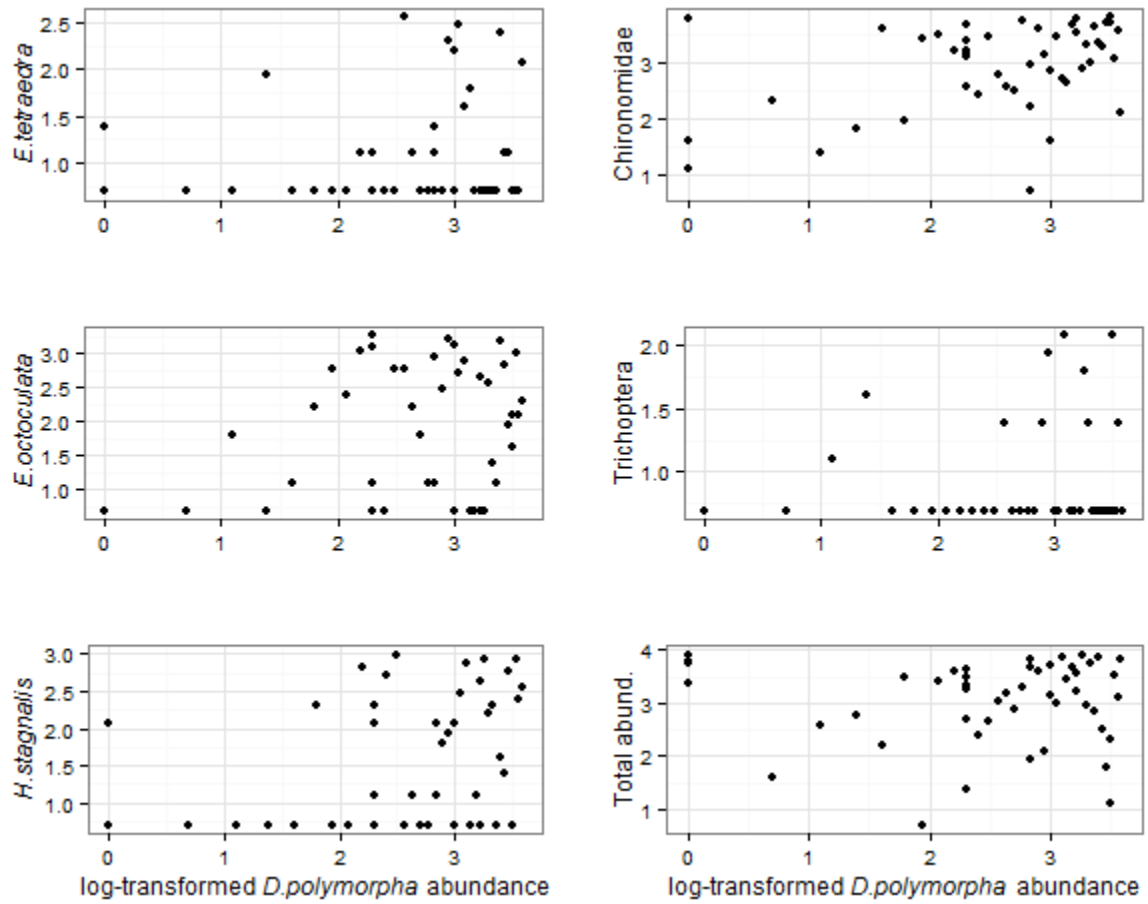 E.tetraedra
2.5
2.0
1.5
1.0
0 1 2 3
Chironomidae
3
2
1
0 1 2 3
E.octoculata
3.0
2.5
2.0
1.5
1.0
0 1 2 3
Trichoptera
2.0
1.5
1.0
0 1 2 3
H.stagnalis
3.0
2.5
2.0
1.5
1.0
0 1 2 3
log-transformed D.polymorpha abundance
Total abund.
4
3
2
1
0 1 2 3
log-transformed D.polymorpha abundance